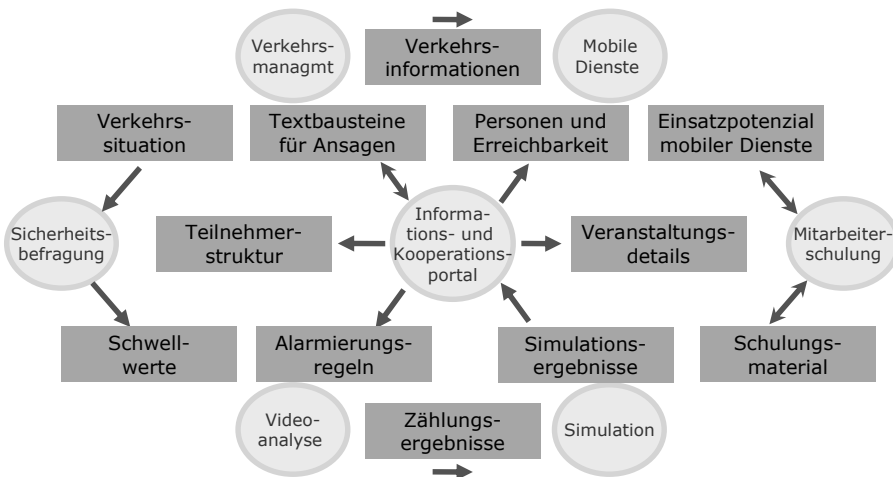 Verkehrs-
managmt
Verkehrs-
informationen
Mobile
Dienste
Verkehrs-
situation
Textbausteine
für Ansagen
Personen und
Erreichbarkeit
Einsatzpotenzial
mobiler Dienste
Sicherheits-
befragung
Teilnehmer-
struktur
Informa-
tions- und
Kooperations-
portal
Veranstaltungs-
details
Mitarbeiter-
schulung
Schwell-
werte
Alarmierungs-
regeln
Simulations-
ergebnisse
Schulungs-
material
Video-
analyse
Zählungs-
ergebnisse
Simulation